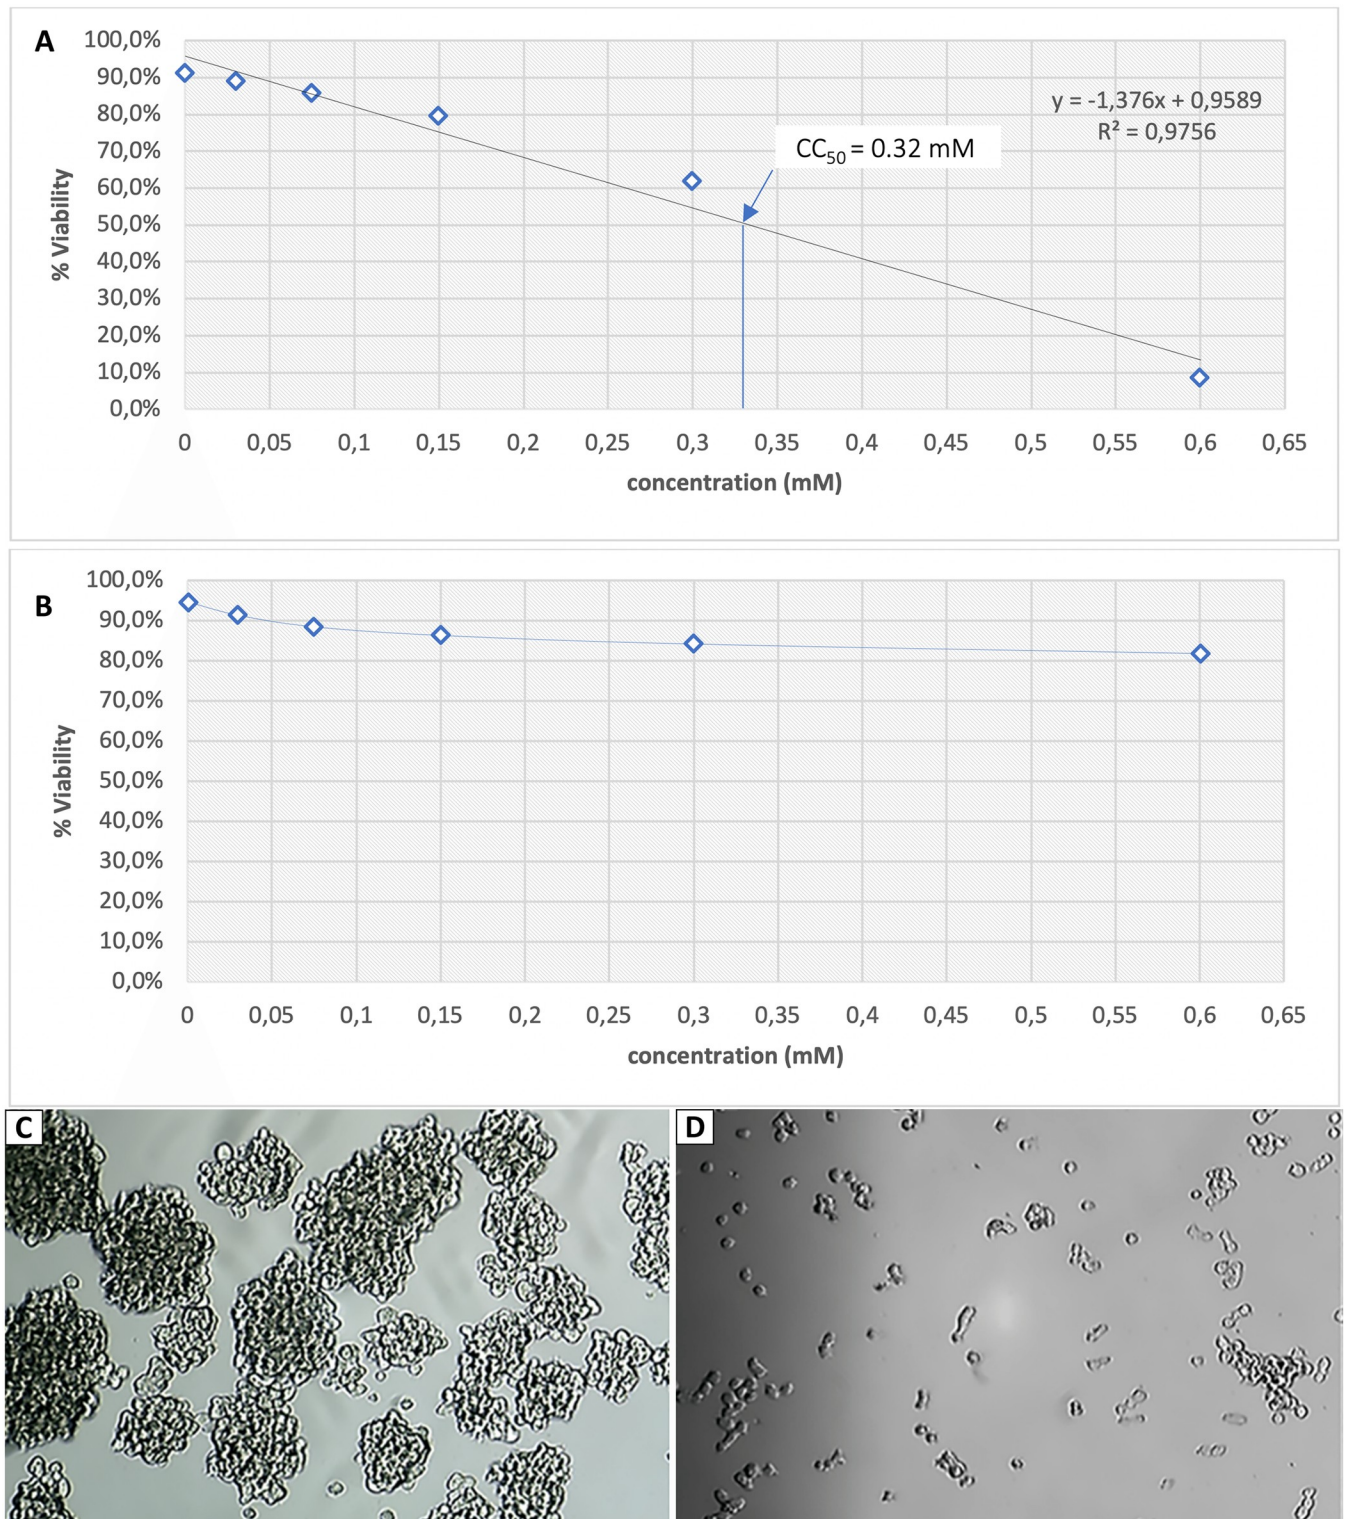 A
100,0%
90,0%
80,0%
70,0%
60,0%
50,0%
40,0%
30,0%
20,0%
10,0%
0,0%
% Viability
y = -1,376x + 0,9589
R² = 0,9756
CC₅₀ = 0.32 mM
0 0,05 0,1 0,15 0,2 0,25 0,3 0,35 0,4 0,45 0,5 0,55 0,6 0,65
concentration (mM)
B
100,0%
90,0%
80,0%
70,0%
60,0%
50,0%
40,0%
30,0%
20,0%
10,0%
0,0%
% Viability
0 0,05 0,1 0,15 0,2 0,25 0,3 0,35 0,4 0,45 0,5 0,55 0,6 0,65
concentration (mM)
C
D